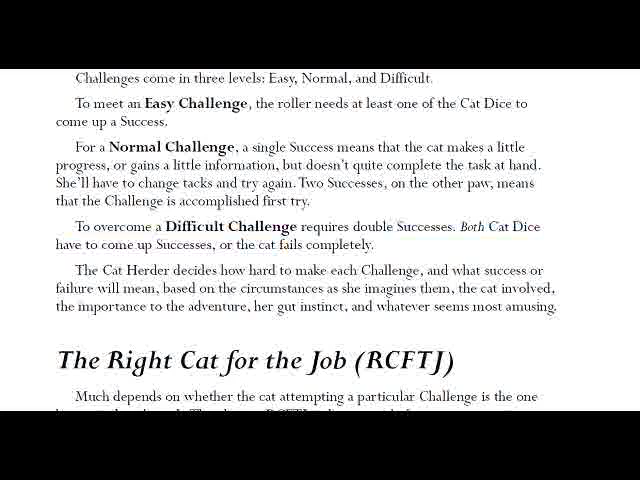 Challenges come in three levels: Easy, Normal, and Difficult.
To meet an Easy Challenge, the roller needs at least one of the Cat Dice to
come up a Success.
For a Normal Challenge, a single Success means that the cat makes a little
progress, or gains a little information, but doesn't quite complete the task at hand.
She'll have to change tacks and try again. Two Successes, on the other paw, means
that the Challenge is accomplished first try.
To overcome a Difficult Challenge requires double Successes. Both Cat Dice
have to come up Successes, or the cat fails completely.
The Cat Herder decides how hard to make each Challenge, and what success or
failure will mean, based on the circumstances as she imagines them, the cat involved,
the importance to the adventure, her gut instinct, and whatever seems most amusing.
The Right Cat for the Job (RCFTJ)
Much depends on whether the cat attempting a particular Challenge is the one